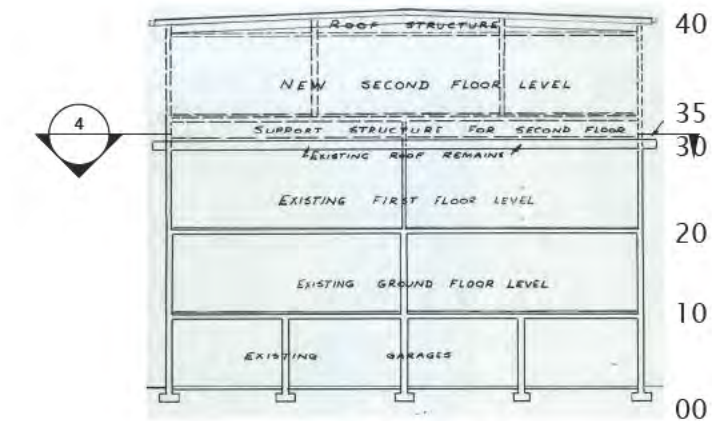 ROOF STRUCTURE
40
NEW SECOND FLOOR LEVEL
35
4
SUPPORT STRUCTURE FOR SECOND FLOOR
30
EXISTING ROOF REMAINS
EXISTING FIRST FLOOR LEVEL
20
EXISTING GROUND FLOOR LEVEL
10
EXISTING GARAGES
00